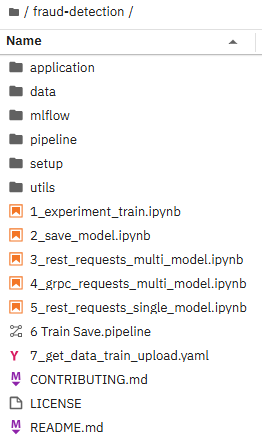 / fraud-detection /
Name
application
data
mlflow
pipeline
setup
utils
1_experiment_train.ipynb
2_save_model.ipynb
3_rest_requests_multi_model.ipynb
4_grpc_requests_multi_model.ipynb
5_rest_requests_single_model.ipynb
6 Train Save.pipeline
Y 7_get_data_train_upload.yaml
M CONTRIBUTING.md
LICENSE
M README.md